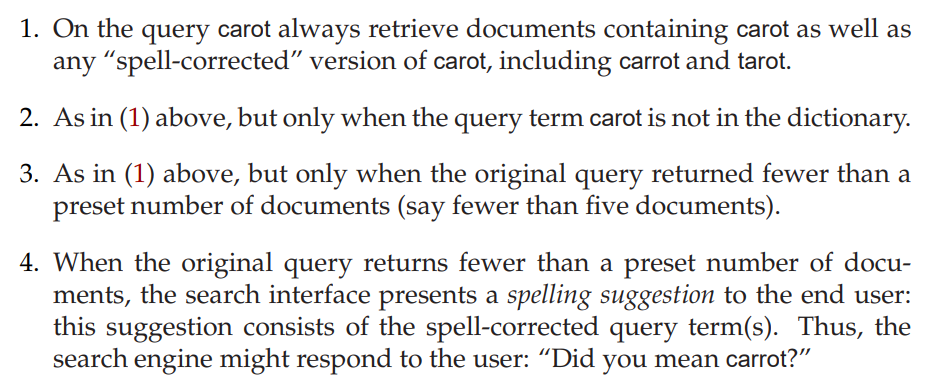 1. On the query carot always retrieve documents containing carot as well as
any “spell-corrected” version of carot, including carrot and tarot.
2. As in (1) above, but only when the query term carot is not in the dictionary.
3. As in (1) above, but only when the original query returned fewer than a
preset number of documents (say fewer than five documents).
4. When the original query returns fewer than a preset number of docu-
ments, the search interface presents a spelling suggestion to the end user:
this suggestion consists of the spell-corrected query term(s). Thus, the
search engine might respond to the user: “Did you mean carrot?”